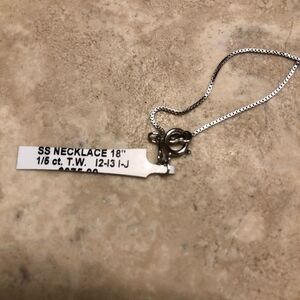 SS NECKLACE 18"
1/5 ct. T.W. I2-I3 I-J